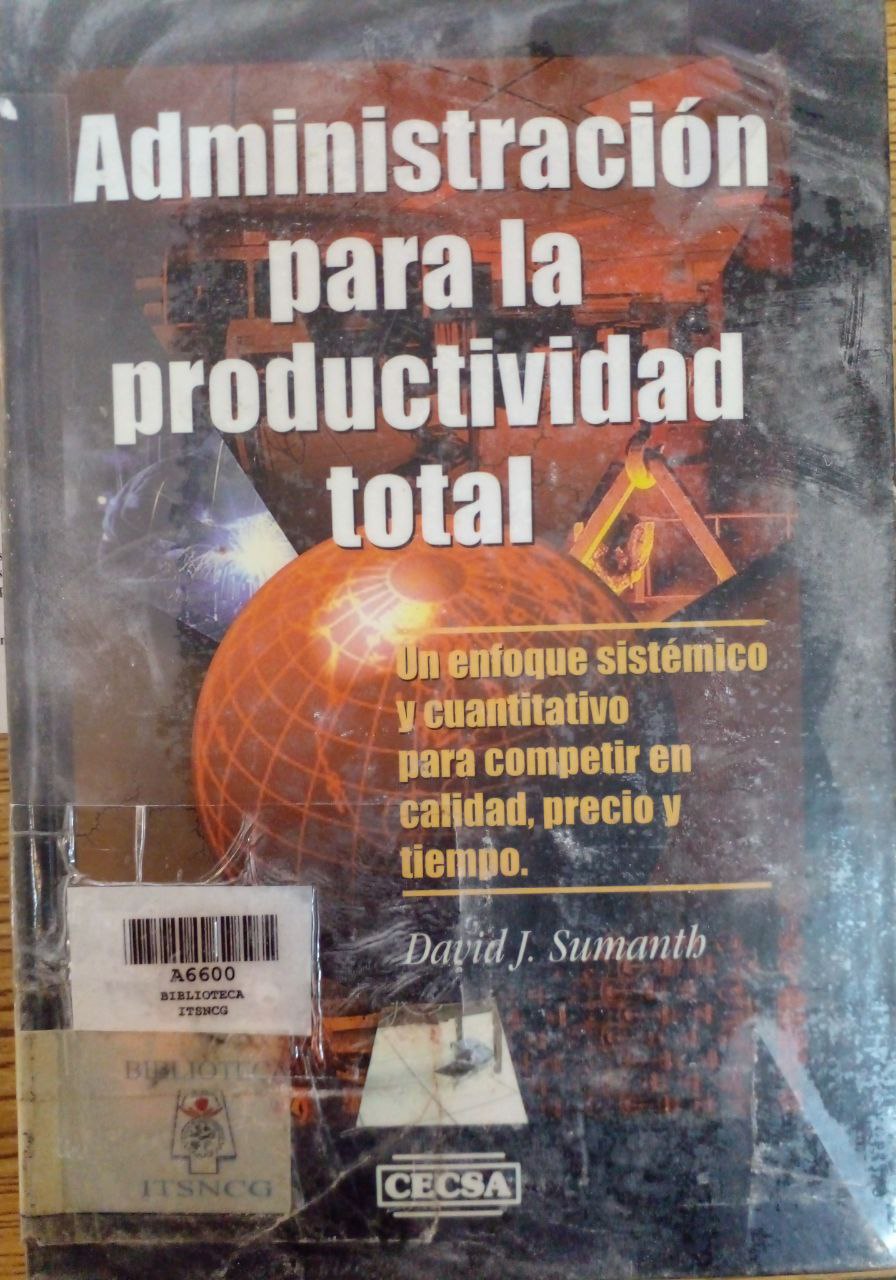 Administración
para la
productividad
total
Un enfoque sistémico
y cuantitativo
para competir en
calidad, precio y
tiempo.
David J. Sumanth
A6600
BIBLIOTECA
ITSNCG
BIBLIOTECA
ITSNCG
CECSA